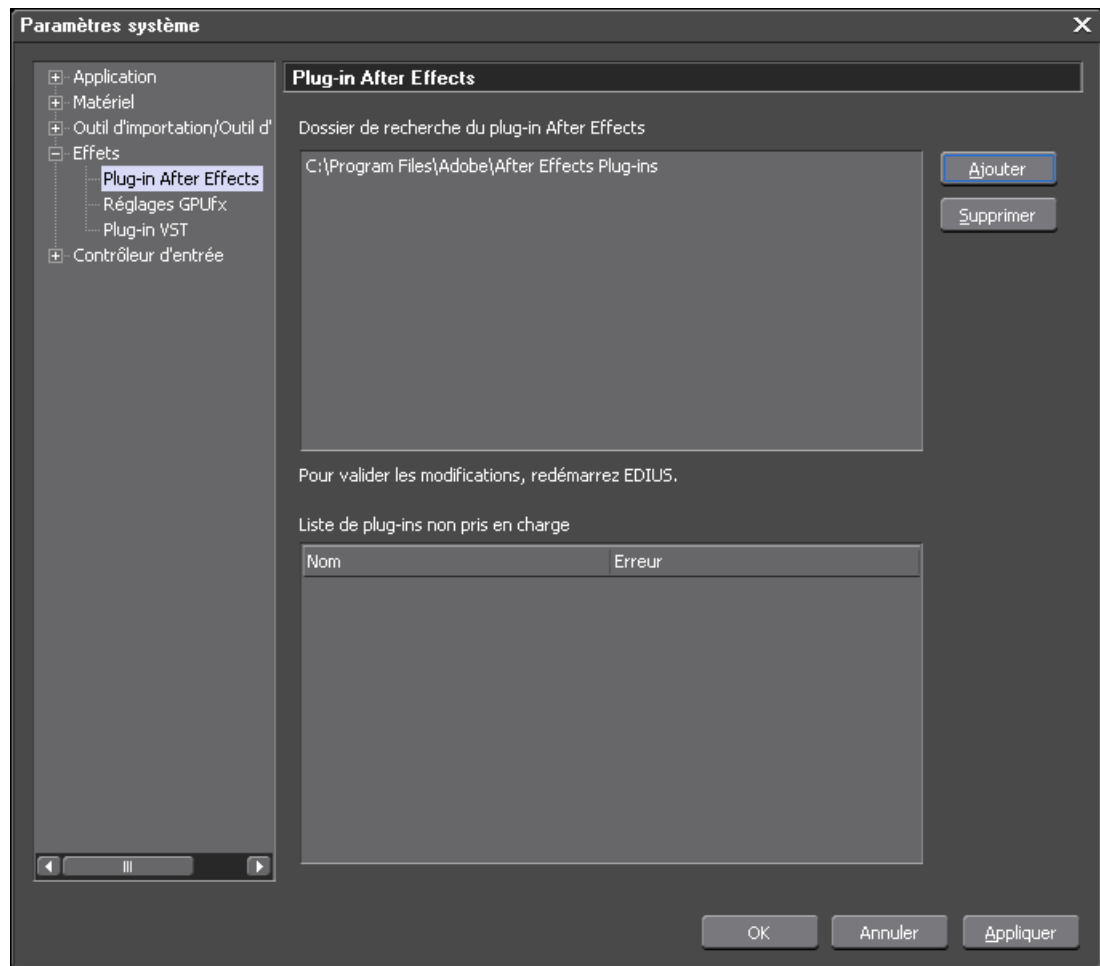 Paramètres système
Application
Matériel
Outil d'importation/Outil d'
Effets
Plug-in After Effects
Réglages GPUfx
Plug-in VST
Contrôleur d'entrée
Plug-in After Effects
Dossier de recherche du plug-in After Effects
C:\Program Files\Adobe\After Effects Plug-ins
Ajouter
Supprimer
Pour valider les modifications, redémarrez EDIUS.
Liste de plug-ins non pris en charge
Nom Erreur
OK Annuler Appliquer